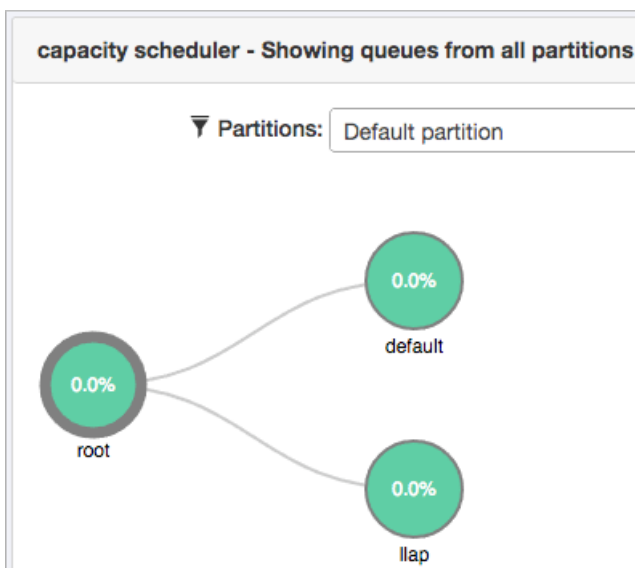 capacity scheduler - Showing queues from all partitions
Partitions: Default partition
0.0%
default
0.0%
root
0.0%
llap